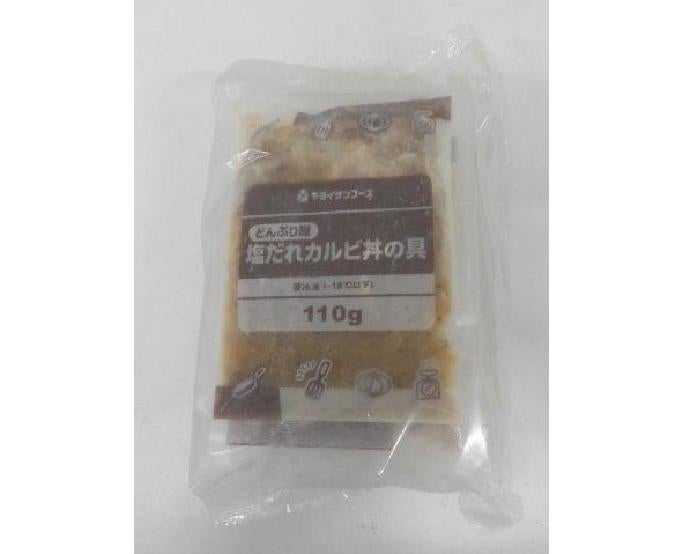 ヤヨイサンフーズ
どんぶり屋
塩だれカルビ丼の具
要冷凍(-18℃以下)
110g